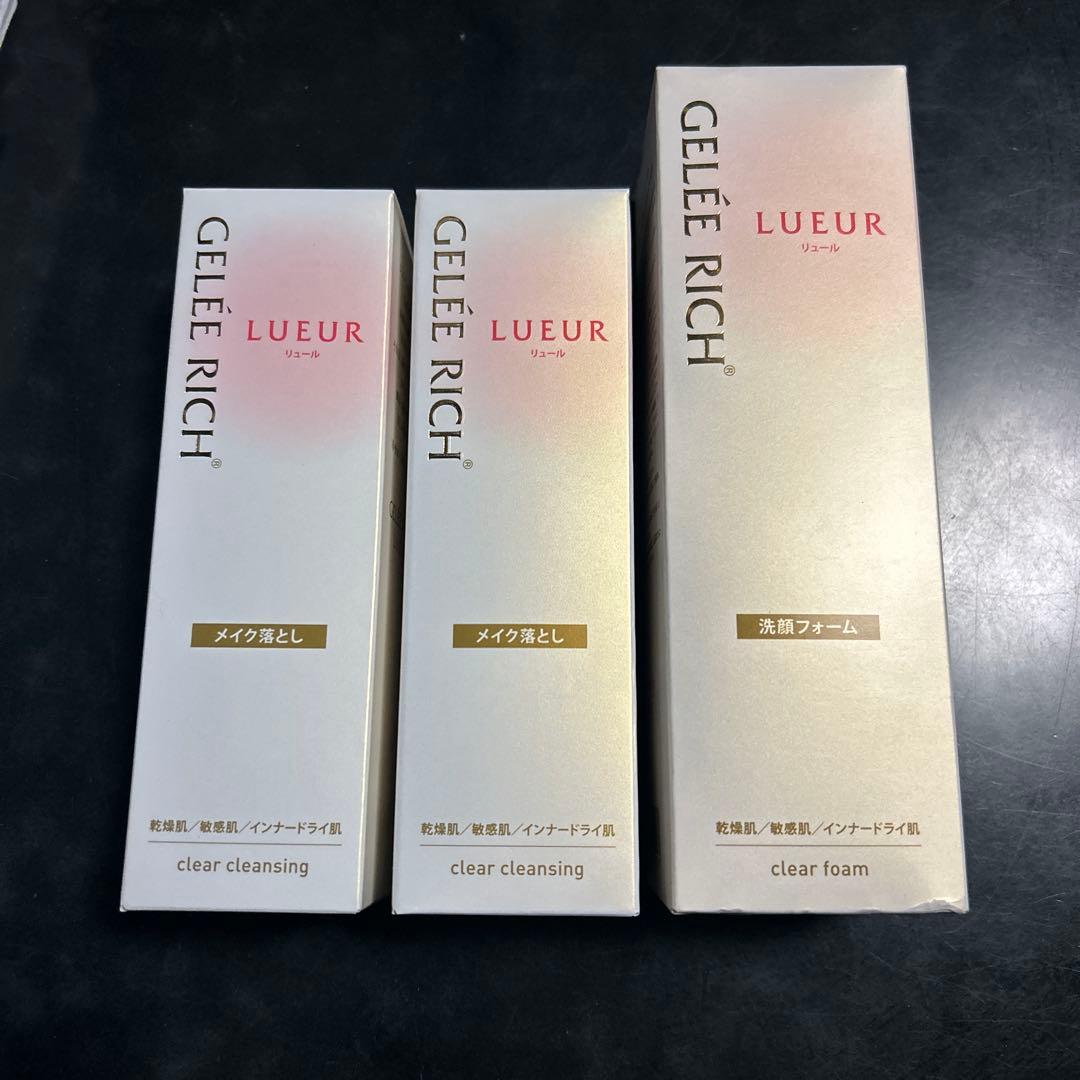 GELÉE RICH®
LUEUR
リュール
メイク落とし
乾燥肌／敏感肌／インナードライ肌
clear cleansing
GELÉE RICH®
LUEUR
リュール
メイク落とし
乾燥肌／敏感肌／インナードライ肌
clear cleansing
GELÉE RICH®
LUEUR
リュール
洗顔フォーム
乾燥肌／敏感肌／インナードライ肌
clear foam